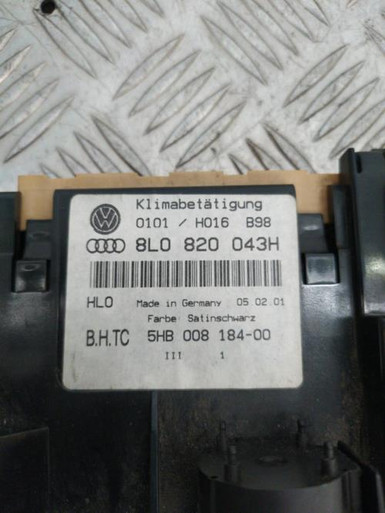 Klimabetätigung
0101 / H016 B98
8L0 820 043H
HLO Made in Germany 05.02.01
Farbe: Satinschwarz
B.H.TC 5HB 008 184-00
III 1